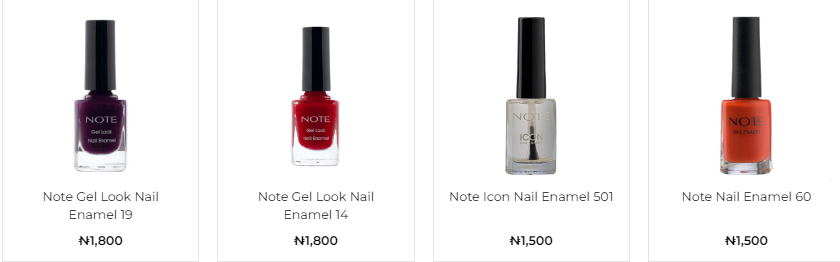 NOTE
Gel Look
Nail Enamel
Note Gel Look Nail
Enamel 19
₦1,800
NOTE
Gel Look
Nail Enamel
Note Gel Look Nail
Enamel 14
₦1,800
NOTE
ICON
Note Icon Nail Enamel 501
₦1,500
NOTE
Note Nail Enamel 60
₦1,500